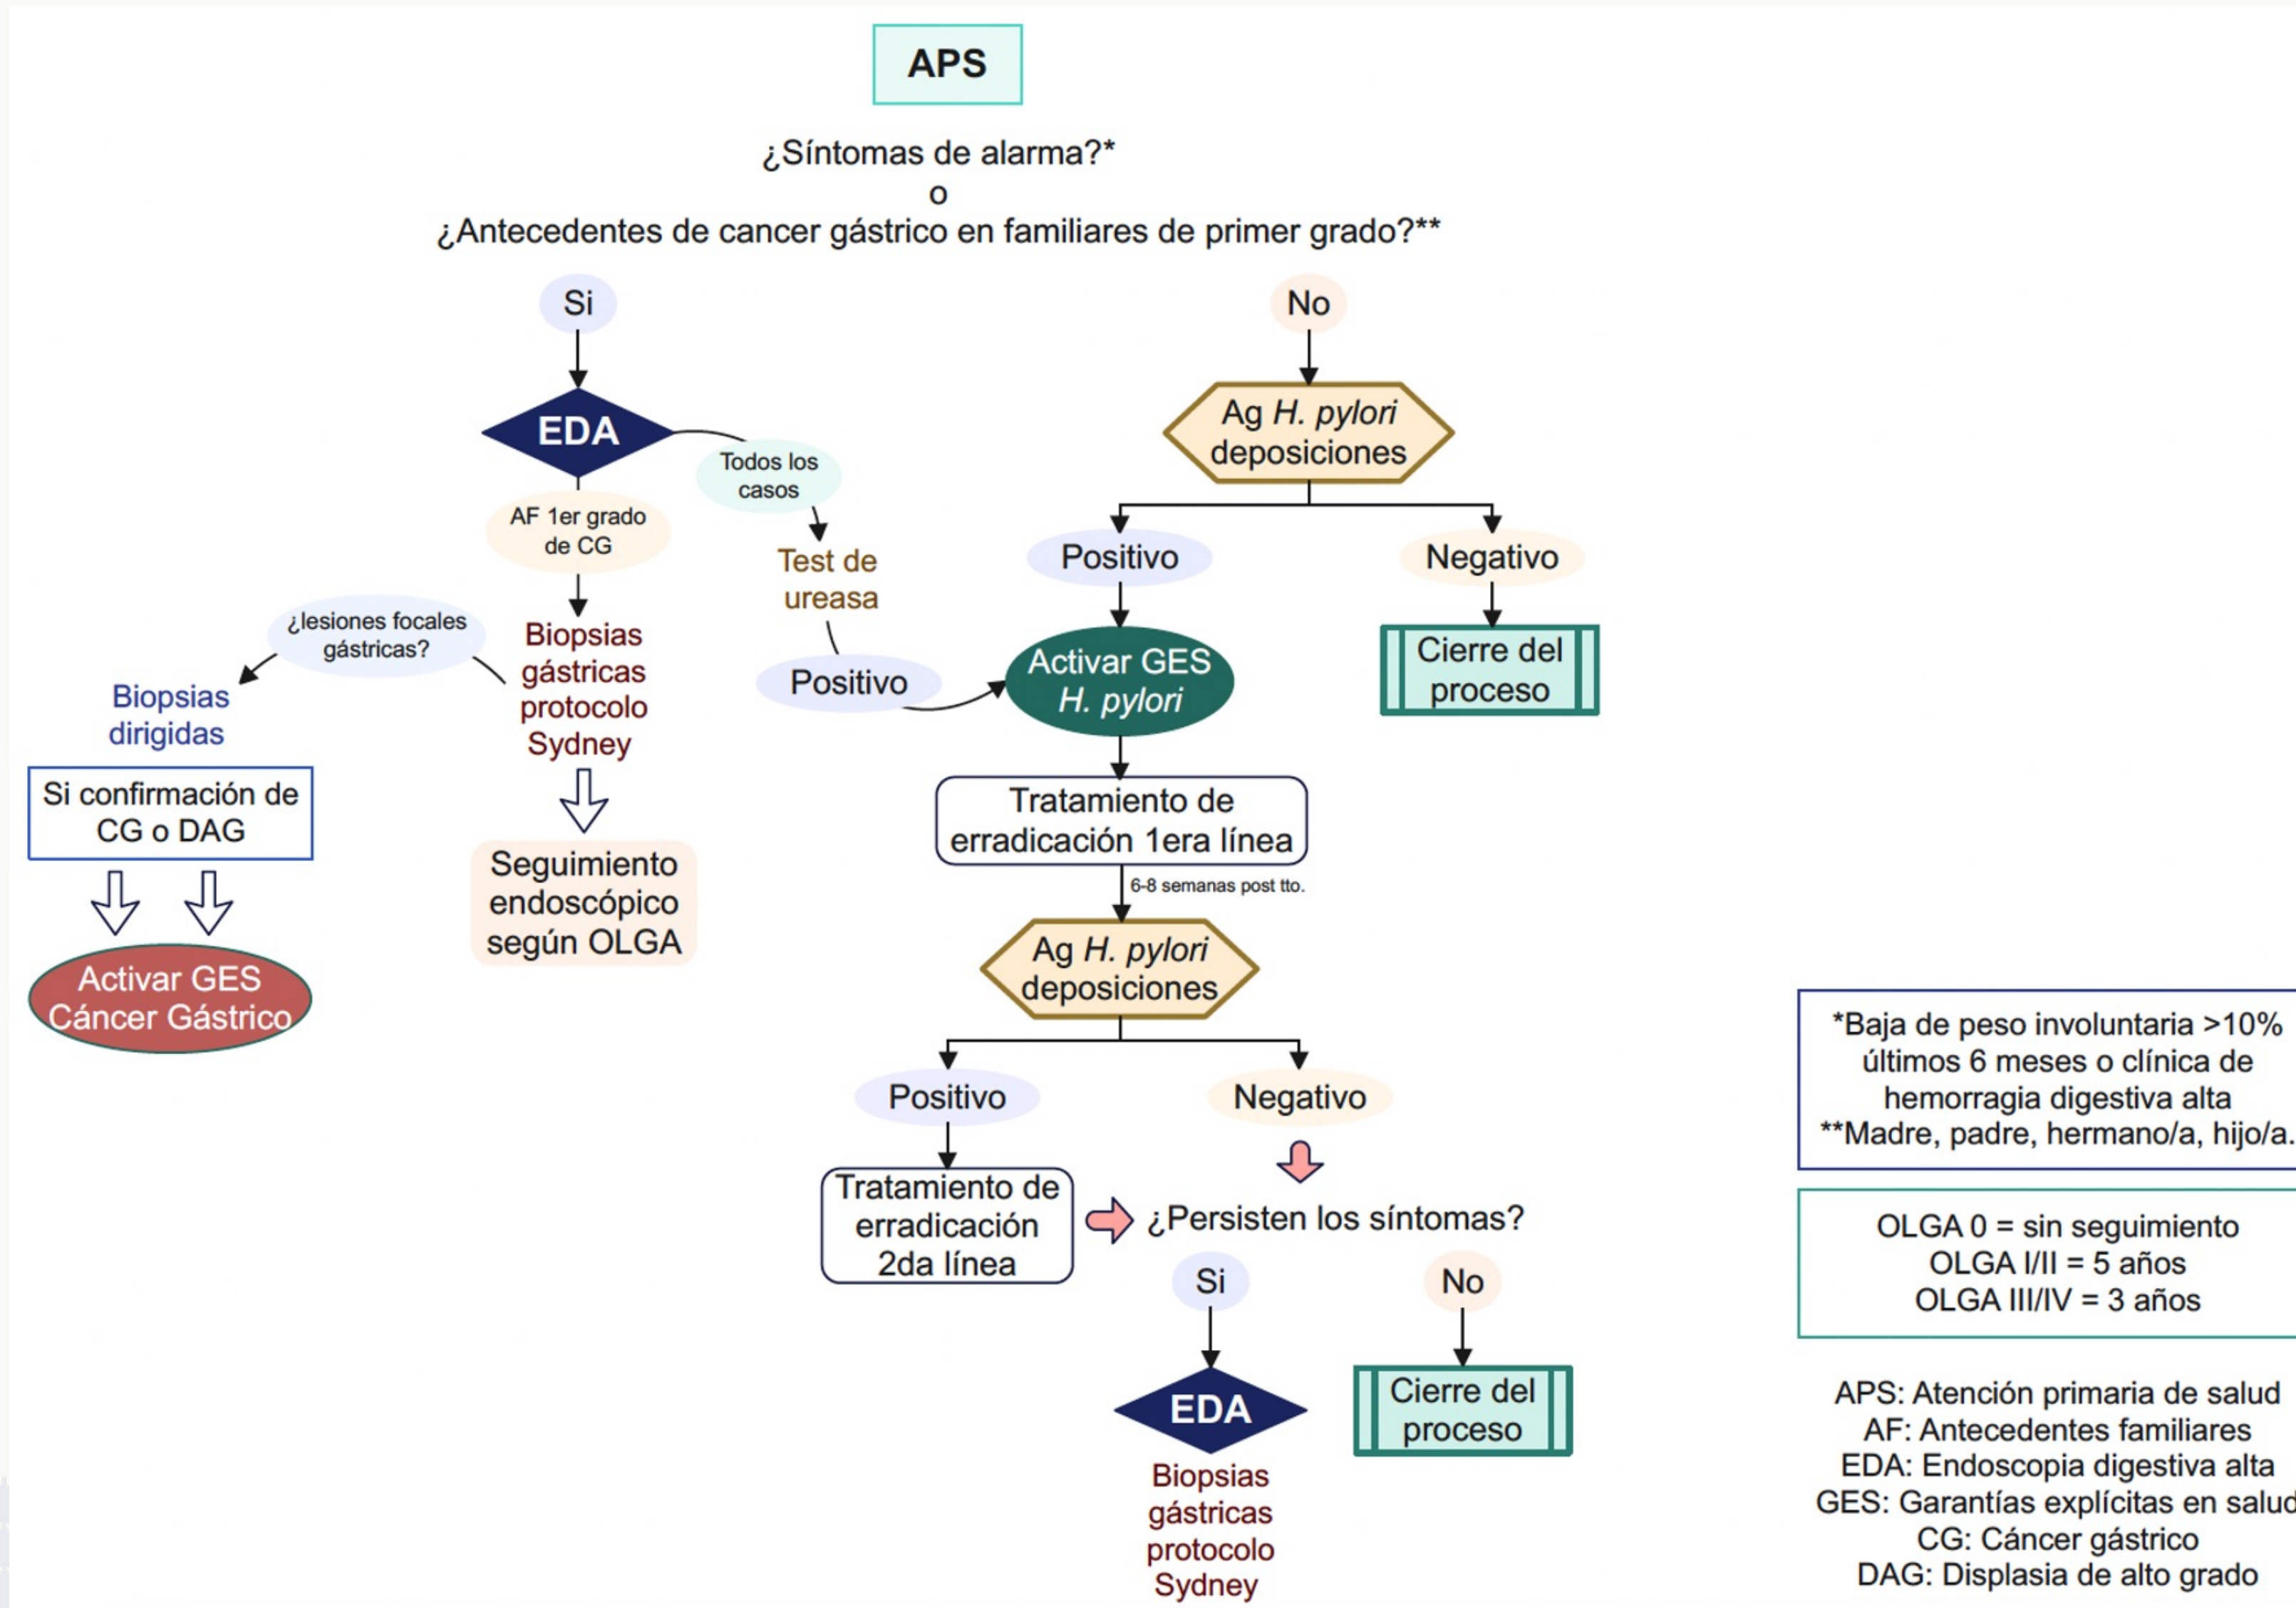 APS
¿Síntomas de alarma?*
o
¿Antecedentes de cancer gástrico en familiares de primer grado?**
Si
No
EDA
Todos los
casos
AF 1er grado
de CG
Test de
ureasa
Positivo
¿lesiones focales
gástricas?
Biopsias
gástricas
protocolo
Sydney
Biopsias
dirigidas
Si confirmación de
CG o DAG
Activar GES
Cáncer Gástrico
Seguimiento
endoscópico
según OLGA
Ag H. pylori
deposiciones
Positivo
Negativo
Activar GES
H. pylori
Cierre del
proceso
Tratamiento de
erradicación 1era línea
6-8 semanas post tto.
Ag H. pylori
deposiciones
Positivo
Negativo
Tratamiento de
erradicación
2da línea
¿Persisten los síntomas?
Si
No
EDA
Cierre del
proceso
Biopsias
gástricas
protocolo
Sydney
*Baja de peso involuntaria >10%
últimos 6 meses o clínica de
hemorragia digestiva alta
**Madre, padre, hermano/a, hijo/a.
OLGA 0 = sin seguimiento
OLGA I/II = 5 años
OLGA III/IV = 3 años
APS: Atención primaria de salud
AF: Antecedentes familiares
EDA: Endoscopia digestiva alta
GES: Garantías explícitas en salud
CG: Cáncer gástrico
DAG: Displasia de alto grado